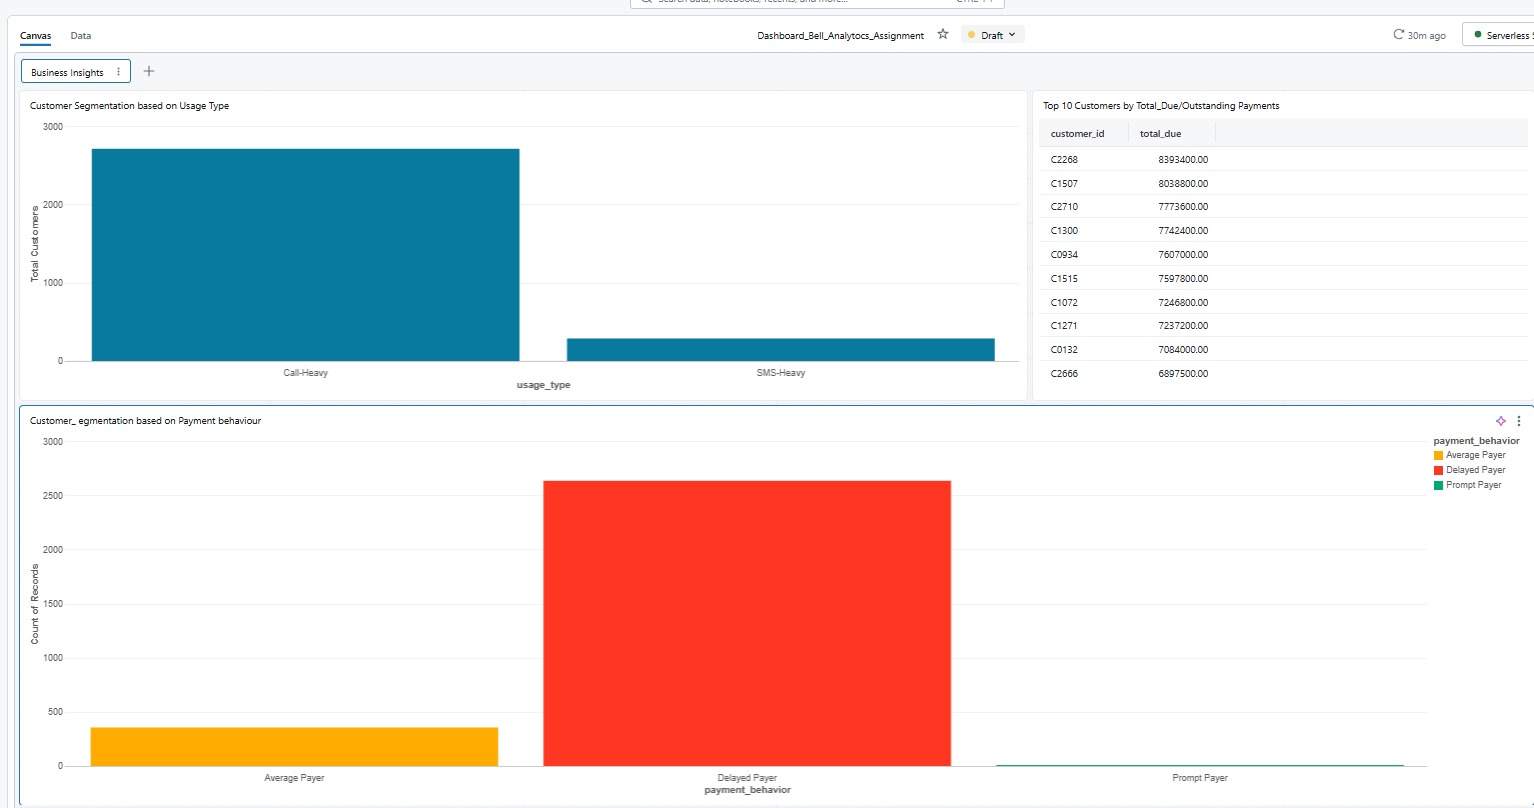 Search data, notebooks, recents, and more...
Canvas Data Dashboard_Bell_Analytocs_Assignment Draft 30m ago Serverless
Business Insights
Customer Segmentation based on Usage Type
3000
2000
1000
0
Total Customers
Call-Heavy SMS-Heavy
usage_type
Top 10 Customers by Total_Due/Outstanding Payments
customer_id total_due
C2268 8393400.00
C1507 8038800.00
C2710 7773600.00
C1300 7742400.00
C0934 7607000.00
C1515 7597800.00
C1072 7246800.00
C1271 7237200.00
C0132 7084000.00
C2666 6897500.00
Customer_ egmentation based on Payment behaviour
3000
2500
2000
1500
1000
500
0
Count of Records
Average Payer Delayed Payer Prompt Payer
payment_behavior
payment_behavior
Average Payer
Delayed Payer
Prompt Payer